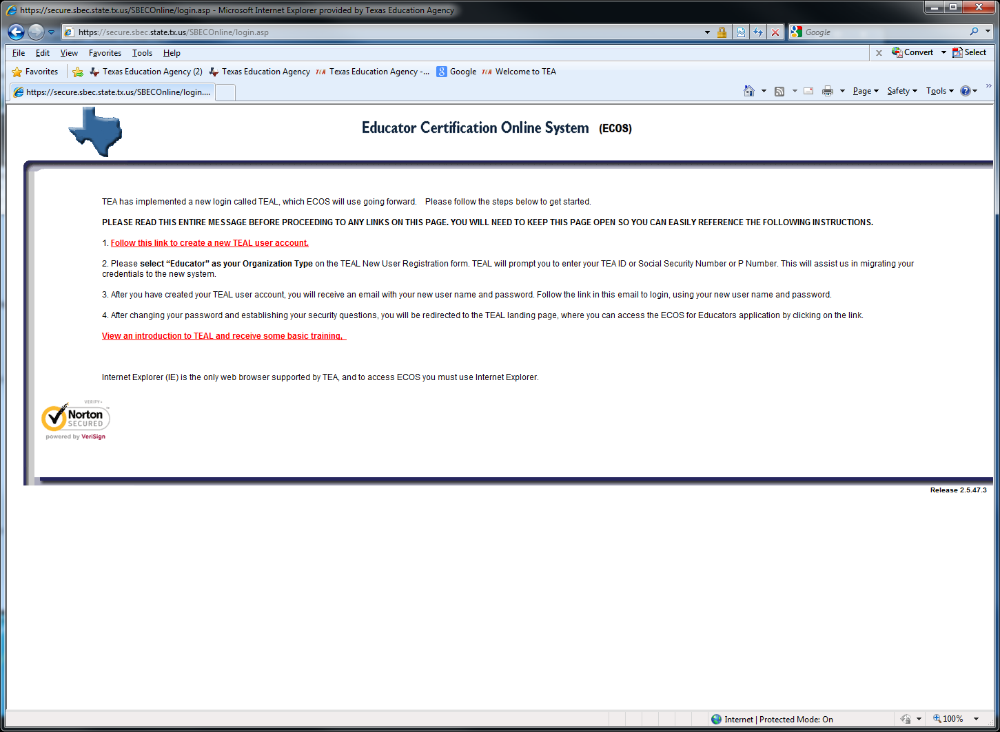 https://secure.sbec.state.tx.us/SBECOnline/login.asp - Microsoft Internet Explorer provided by Texas Education Agency
https://secure.sbec.state.tx.us/SBECOnline/login.asp
Google
File Edit View Favorites Tools Help
x Convert Select
Favorites Texas Education Agency (2) Texas Education Agency TEA Texas Education Agency -... Google TEA Welcome to TEA
https://secure.sbec.state.tx.us/SBECOnline/login....
Page Safety Tools »
Educator Certification Online System (ECOS)
TEA has implemented a new login called TEAL, which ECOS will use going forward. Please follow the steps below to get started.
PLEASE READ THIS ENTIRE MESSAGE BEFORE PROCEEDING TO ANY LINKS ON THIS PAGE. YOU WILL NEED TO KEEP THIS PAGE OPEN SO YOU CAN EASILY REFERENCE THE FOLLOWING INSTRUCTIONS.
1. Follow this link to create a new TEAL user account.
2. Please select “Educator” as your Organization Type on the TEAL New User Registration form. TEAL will prompt you to enter your TEA ID or Social Security Number or P Number. This will assist us in migrating your
credentials to the new system.
3. After you have created your TEAL user account, you will receive an email with your new user name and password. Follow the link in this email to login, using your new user name and password.
4. After changing your password and establishing your security questions, you will be redirected to the TEAL landing page, where you can access the ECOS for Educators application by clicking on the link.
View an introduction to TEAL and receive some basic training.
Internet Explorer (IE) is the only web browser supported by TEA, and to access ECOS you must use Internet Explorer.
VERIFY
Norton
SECURED
powered by VeriSign
Release 2.5.47.3
Internet | Protected Mode: On
100%